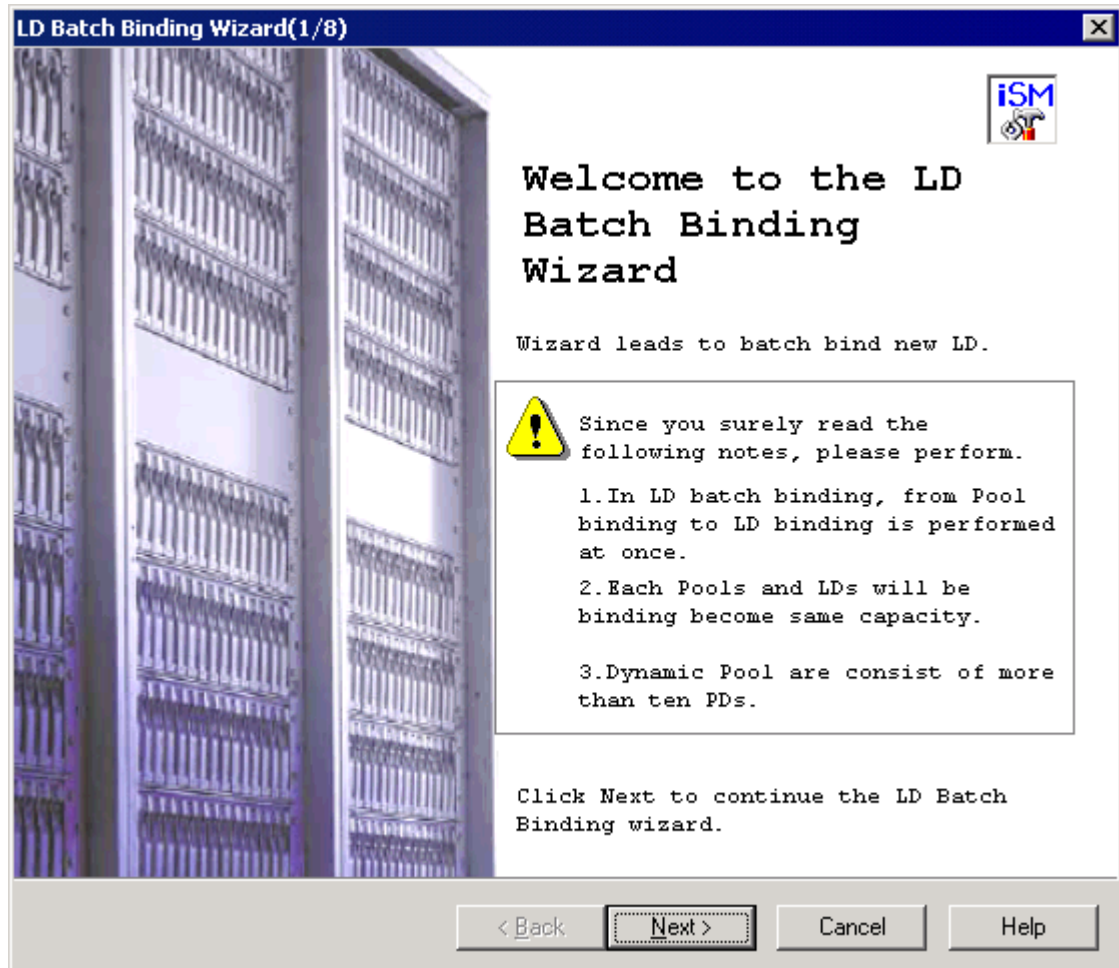 LD Batch Binding Wizard(1/8)
iSM
Welcome to the LD
Batch Binding
Wizard
Wizard leads to batch bind new LD.
Since you surely read the
following notes, please perform.
1.In LD batch binding, from Pool
binding to LD binding is performed
at once.
2.Each Pools and LDs will be
binding become same capacity.
3.Dynamic Pool are consist of more
than ten PDs.
Click Next to continue the LD Batch
Binding wizard.
< Back
Next >
Cancel
Help